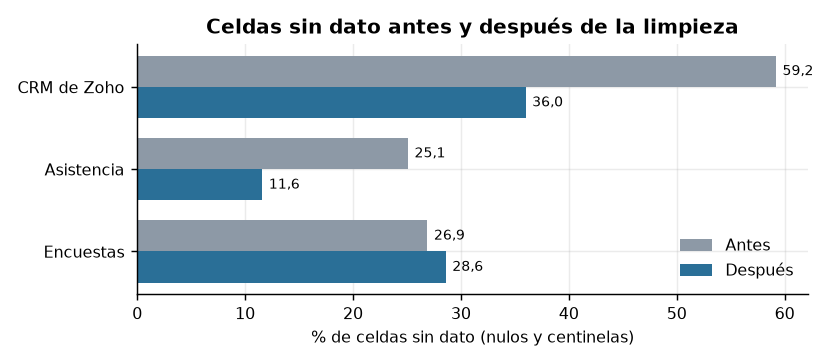 Celdas sin dato antes y después de la limpieza
CRM de Zoho
59,2
36,0
Asistencia
25,1
11,6
Encuestas
26,9
28,6
Antes
Después
0 10 20 30 40 50 60
% de celdas sin dato (nulos y centinelas)